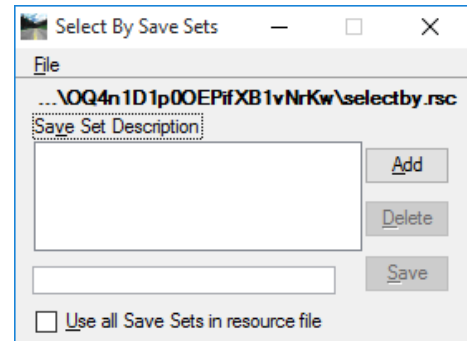 Select By Save Sets
File
...\OQ4n1D1p0OEPifXB1vNrKw\selectby.rsc
Save Set Description
Add
Delete
Save
Use all Save Sets in resource file